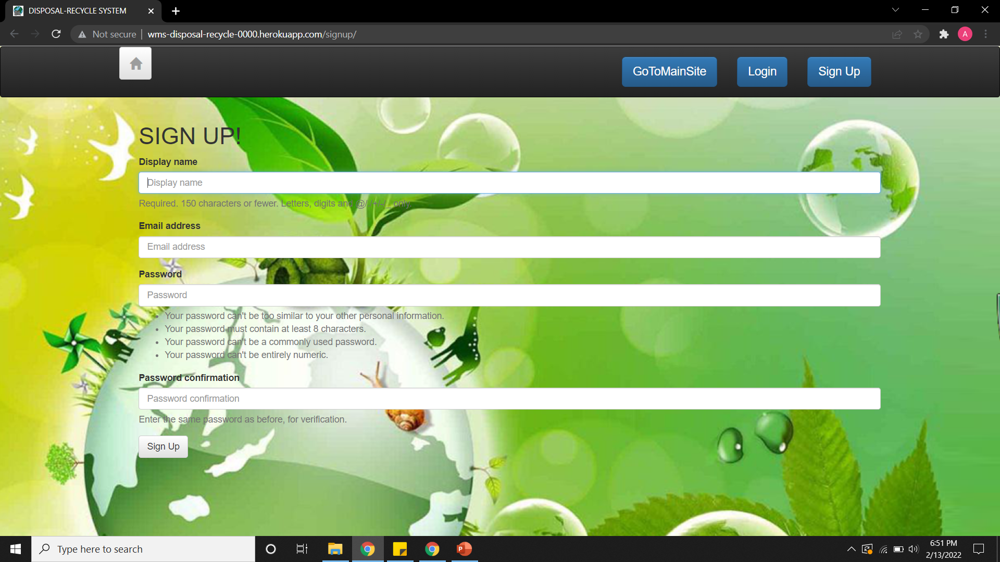 DISPOSAL-RECYCLE SYSTEM
Not secure
wms-disposal-recycle-0000.herokuapp.com/signup/
A
GoToMainSite
Login
Sign Up
SIGN UP!
Display name
Display name
Required. 150 characters or fewer. Letters, digits and @/./+/-/_ only.
Email address
Email address
Password
Password
Your password can't be too similar to your other personal information.
Your password must contain at least 8 characters.
Your password can't be a commonly used password.
Your password can't be entirely numeric.
Password confirmation
Password confirmation
Enter the same password as before, for verification.
Sign Up
Type here to search
P
6:51 PM
2/13/2022